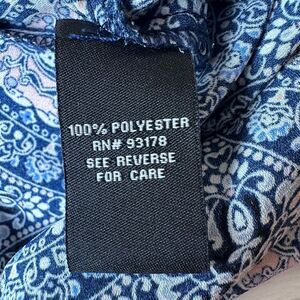 100% POLYESTER
RN# 93178
SEE REVERSE
FOR CARE